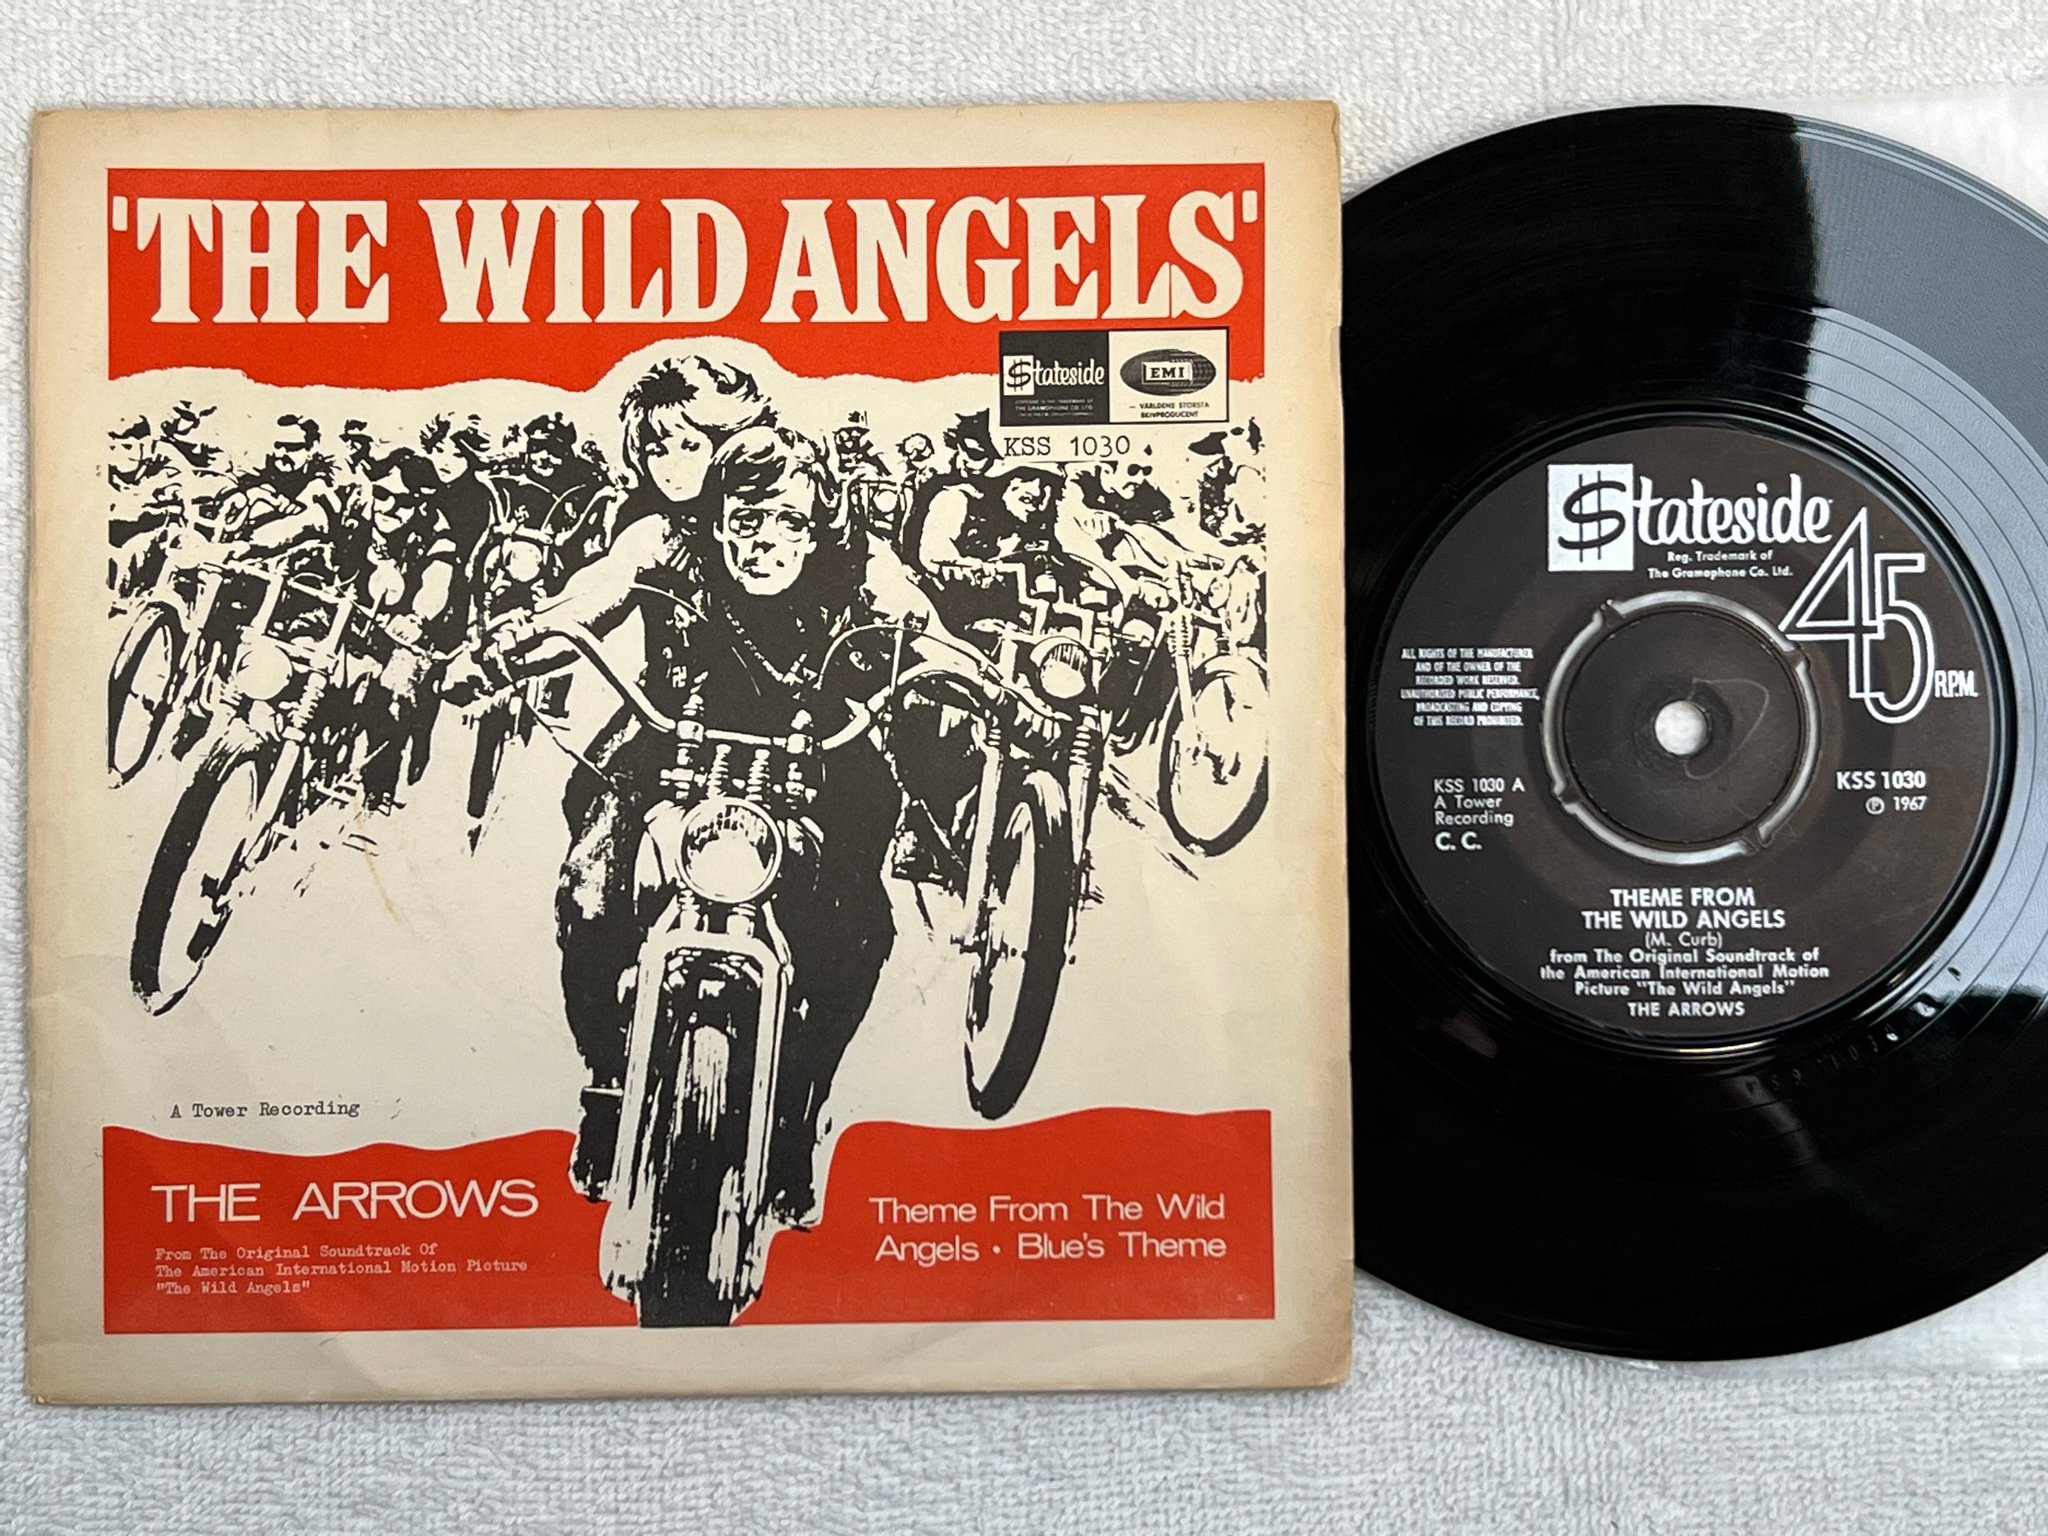 'THE WILD ANGELS'
$tateside
EMI
— VÄRLDENS STÖRSTA
SKIVPRODUCENT
KSS 1030
A Tower Recording
THE ARROWS
From The Original Soundtrack Of
The American International Motion Picture
"The Wild Angels"
Theme From The Wild
Angels • Blue's Theme
$tateside
Reg. Trademark of
The Gramophone Co. Ltd.
45
R.P.M.
ALL RIGHTS OF THE MANUFACTURER
AND OF THE OWNER OF THE
RECORDED WORK RESERVED.
UNAUTHORISED PUBLIC PERFORMANCE,
BROADCASTING AND COPYING
OF THIS RECORD PROHIBITED.
KSS 1030 A
A Tower
Recording
C. C.
KSS 1030
Ⓟ 1967
THEME FROM
THE WILD ANGELS
(M. Curb)
from The Original Soundtrack of
the American International Motion
Picture "The Wild Angels"
THE ARROWS